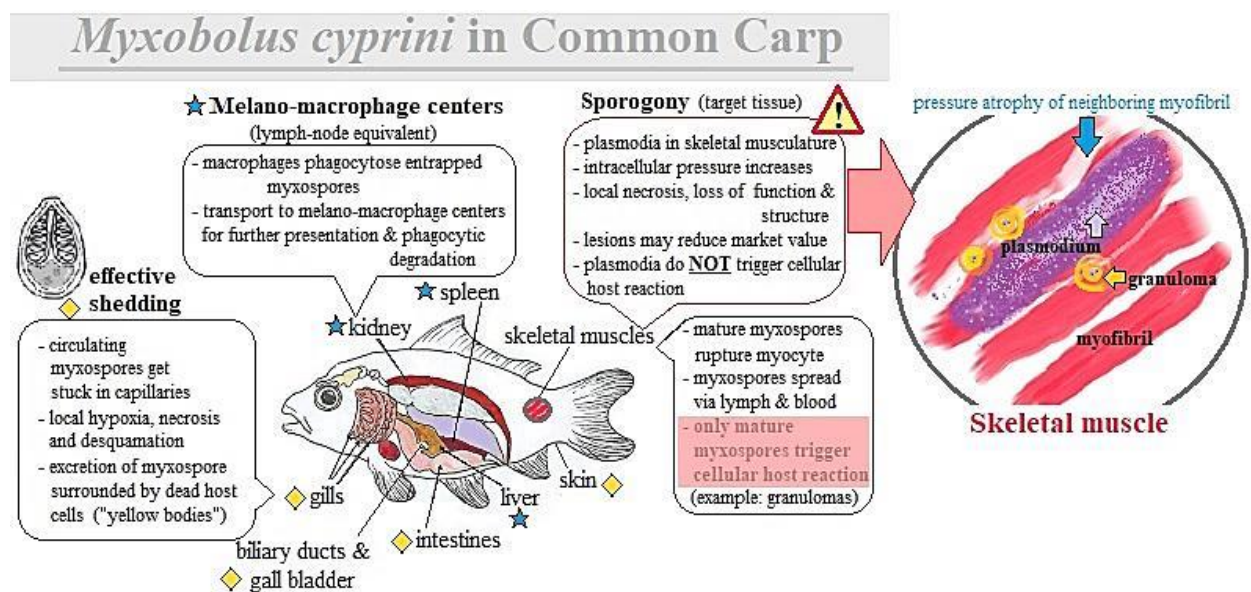 Myxobolus cyprini in Common Carp
Melano-macrophage centers
(lymph-node equivalent)
- macrophages phagocytose entrapped
myxospores
- transport to melano-macrophage centers
for further presentation & phagocytic
degradation
Sporogony (target tissue)
!
- plasmodia in skeletal musculature
- intracellular pressure increases
- local necrosis, loss of function &
structure
- lesions may reduce market value
- plasmodia do NOT trigger cellular
host reaction
pressure atrophy of neighboring myofibril
plasmodium
granuloma
myofibril
Skeletal muscle
effective
shedding
- circulating
myxospores get
stuck in capillaries
- local hypoxia, necrosis
and desquamation
- excretion of myxospore
surrounded by dead host
cells ("yellow bodies")
spleen
kidney
skeletal muscles
- mature myxospores
rupture myocyte
- myxospores spread
via lymph & blood
- only mature
myxospores trigger
cellular host reaction
(example: granulomas)
gills
liver
skin
intestines
biliary ducts &
gall bladder